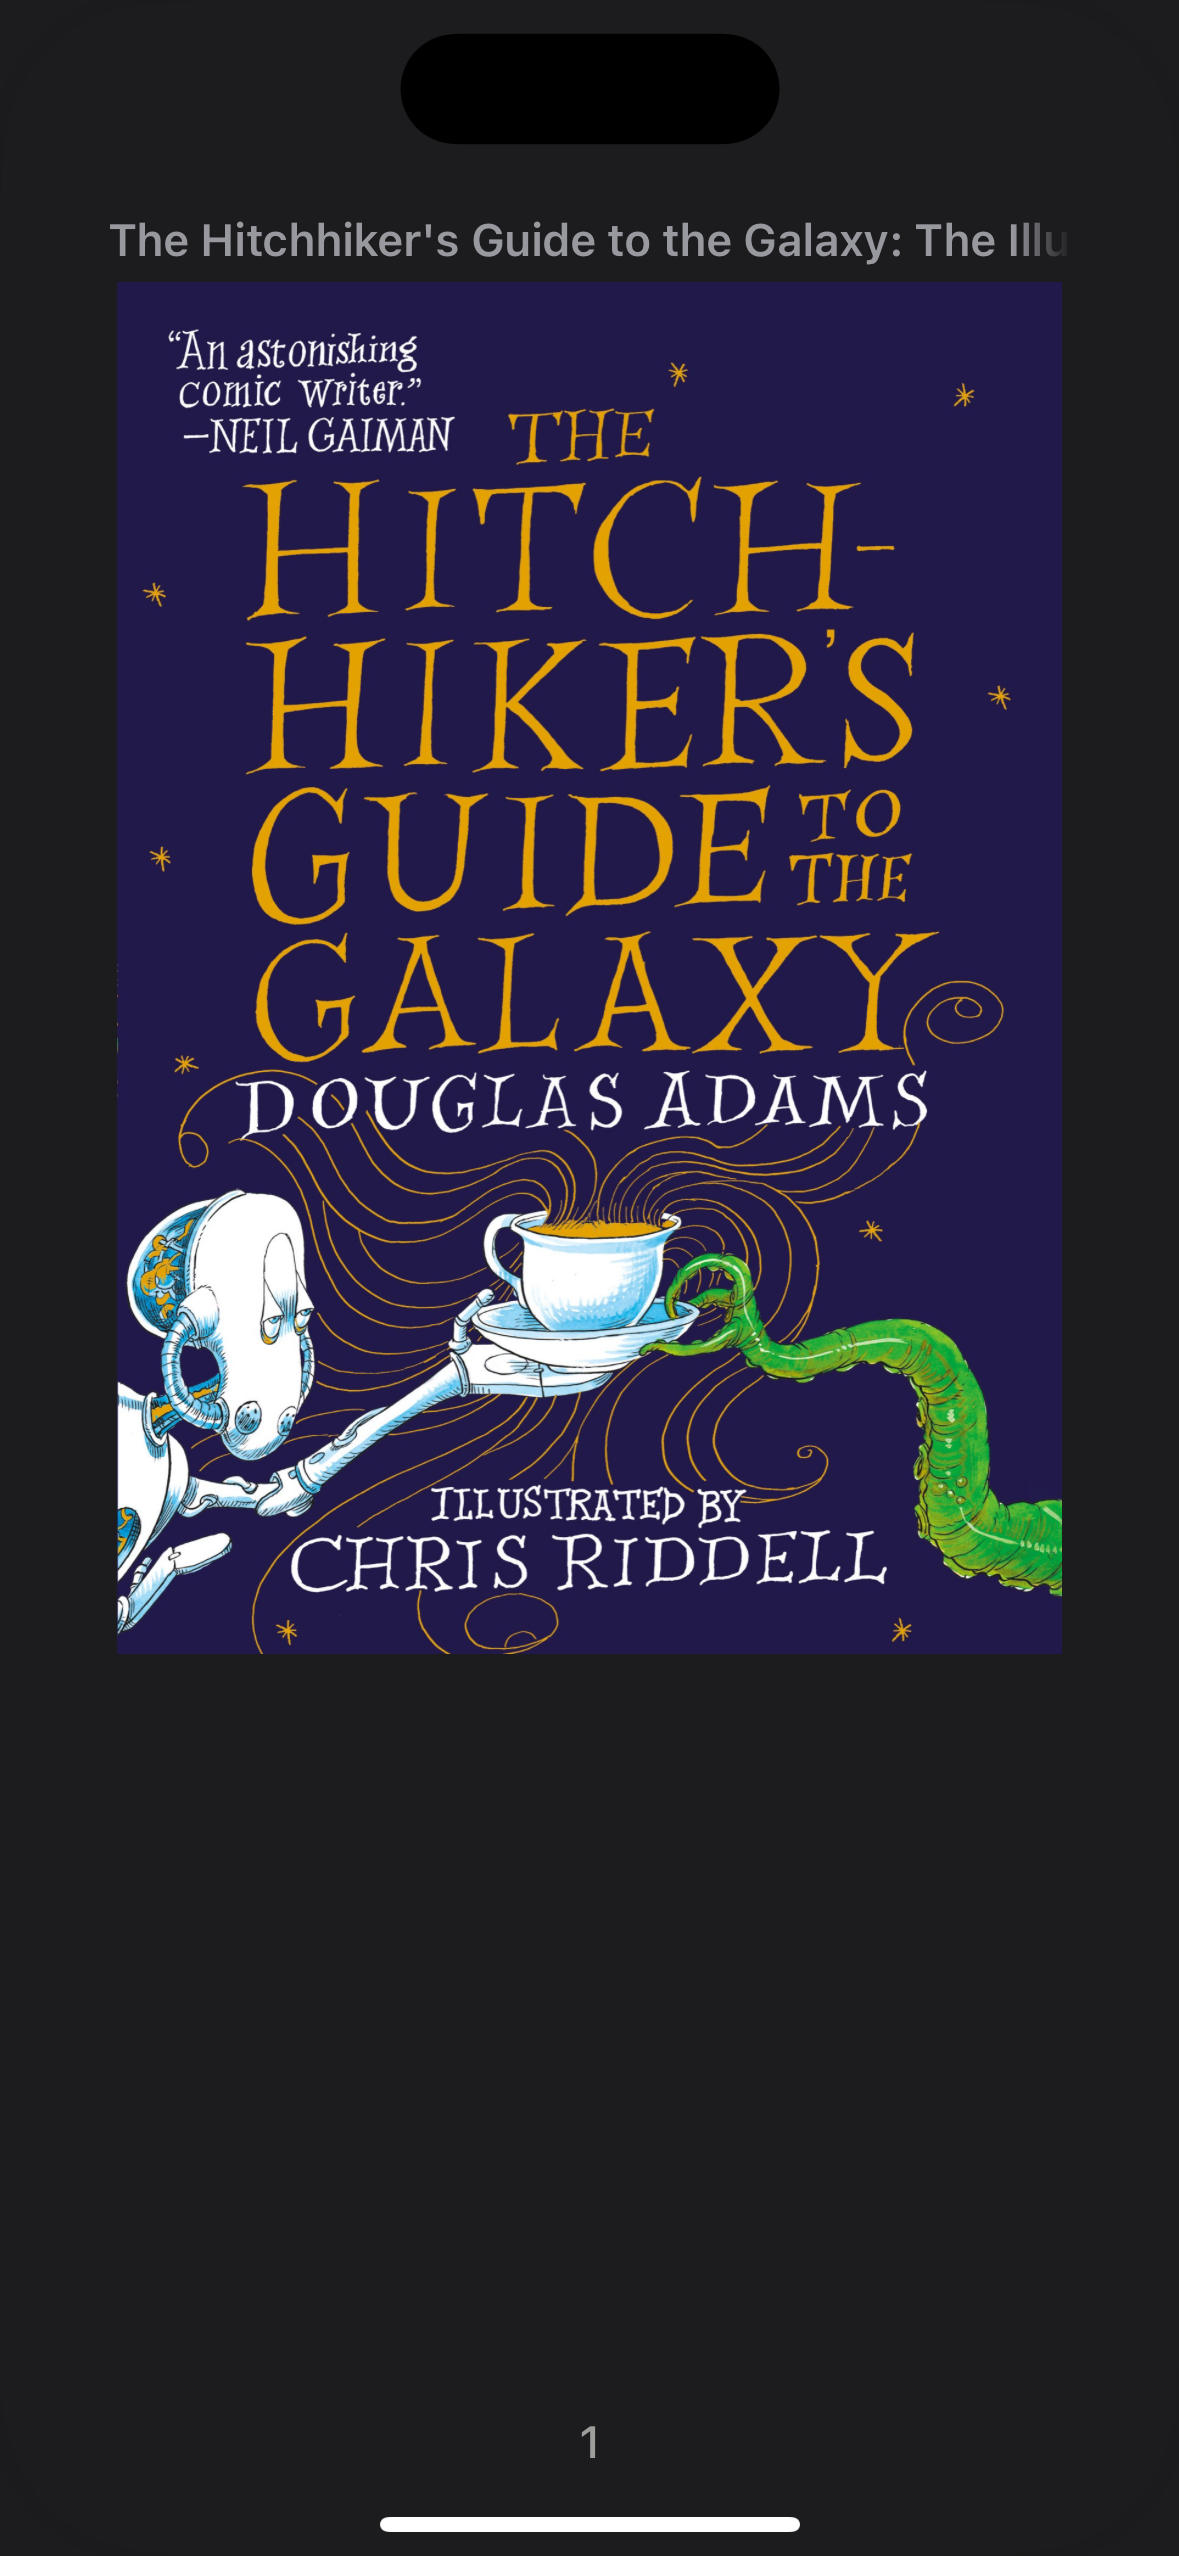 The Hitchhiker's Guide to the Galaxy: The Illu
“An astonishing
comic writer.”
—NEIL GAIMAN
THE
HITCH-
HIKER’S
GUIDE TO
THE
GALAXY
DOUGLAS ADAMS
ILLUSTRATED BY
CHRIS RIDDELL
1